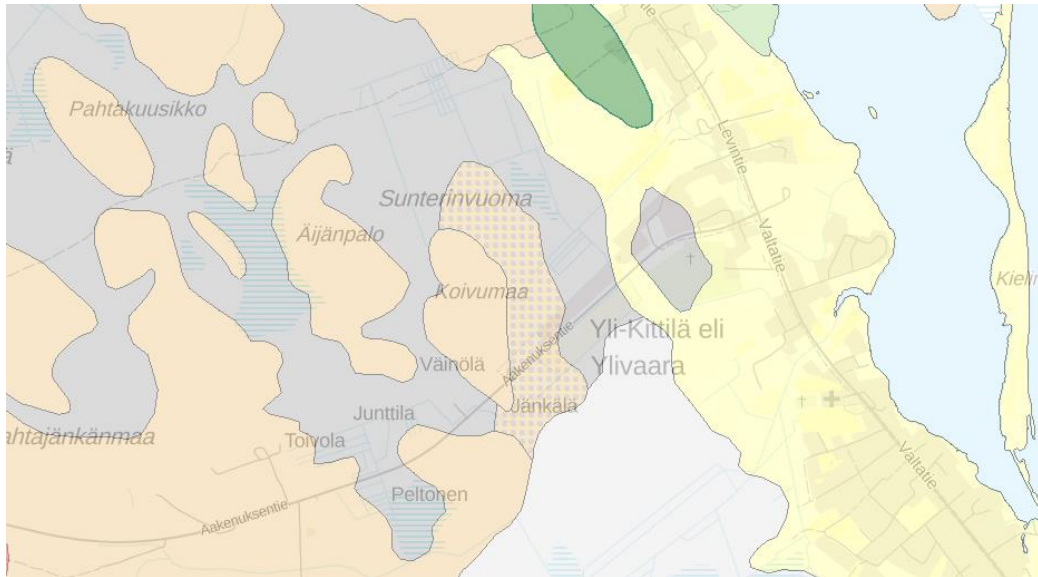 Pahtakuusikko
ä
Sunterinvuoma
Äijänpalo
Koivumaa
Kielin
Levintie
Valtatie
Yli-Kittilä eli
Ylivaara
Väinölä
Aakenuksentie
Jänkälä
Junttila
Toivola
ahtajänkänmaa
Peltonen
Aakenuksentie
Valtatie